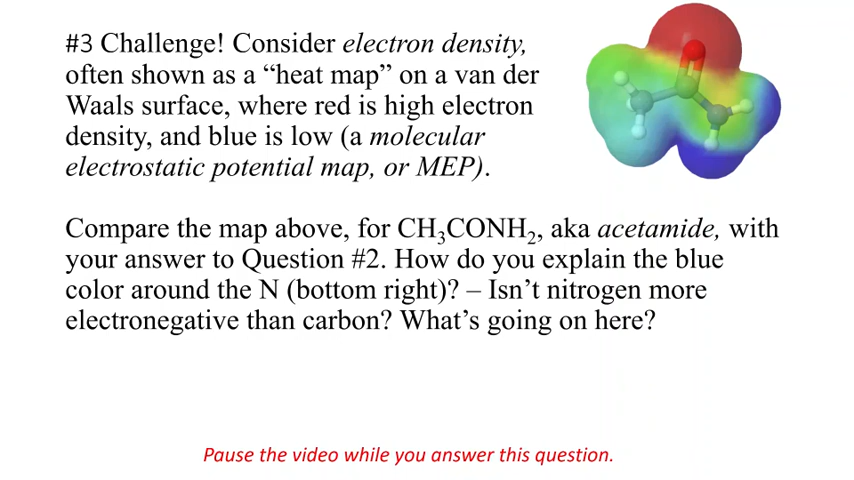 #3 Challenge! Consider electron density,
often shown as a “heat map” on a van der
Waals surface, where red is high electron
density, and blue is low (a molecular
electrostatic potential map, or MEP).
Compare the map above, for CH₃CONH₂, aka acetamide, with
your answer to Question #2. How do you explain the blue
color around the N (bottom right)? – Isn’t nitrogen more
electronegative than carbon? What’s going on here?
Pause the video while you answer this question.